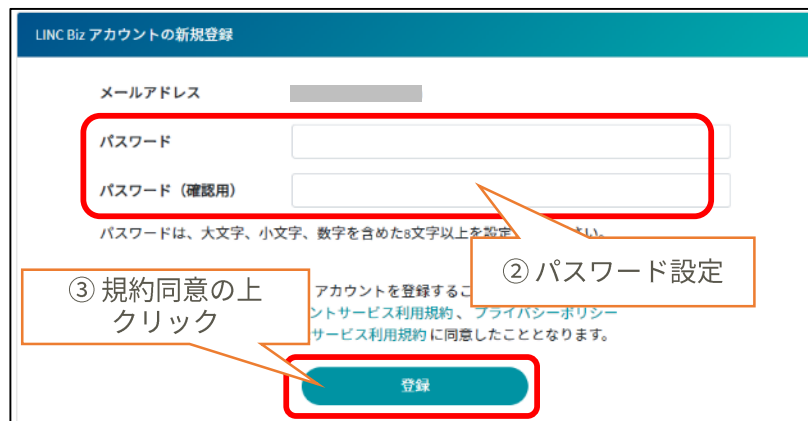 LINC Biz アカウントの新規登録
メールアドレス
パスワード
パスワード（確認用）
パスワードは、大文字、小文字、数字を含めた8文字以上を設定 さい。
② パスワード設定
③ 規約同意の上
クリック
アカウントを登録するこ
ントサービス利用規約 、 プライバシーポリシー
サービス利用規約 に同意したこととなります。
登録